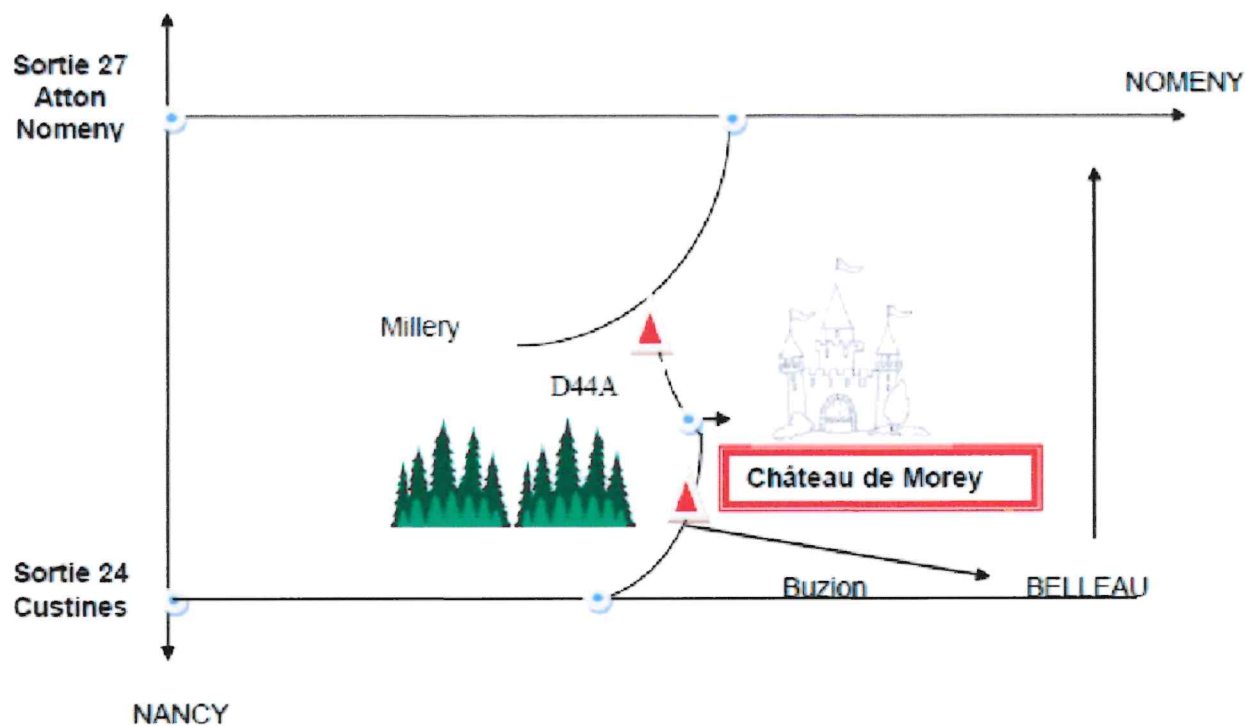 Sortie 27
Atton
Nomeny
NOMENY
Millery
D44A
Château de Morey
Sortie 24
Custines
Buzion
BELLEAU
NANCY